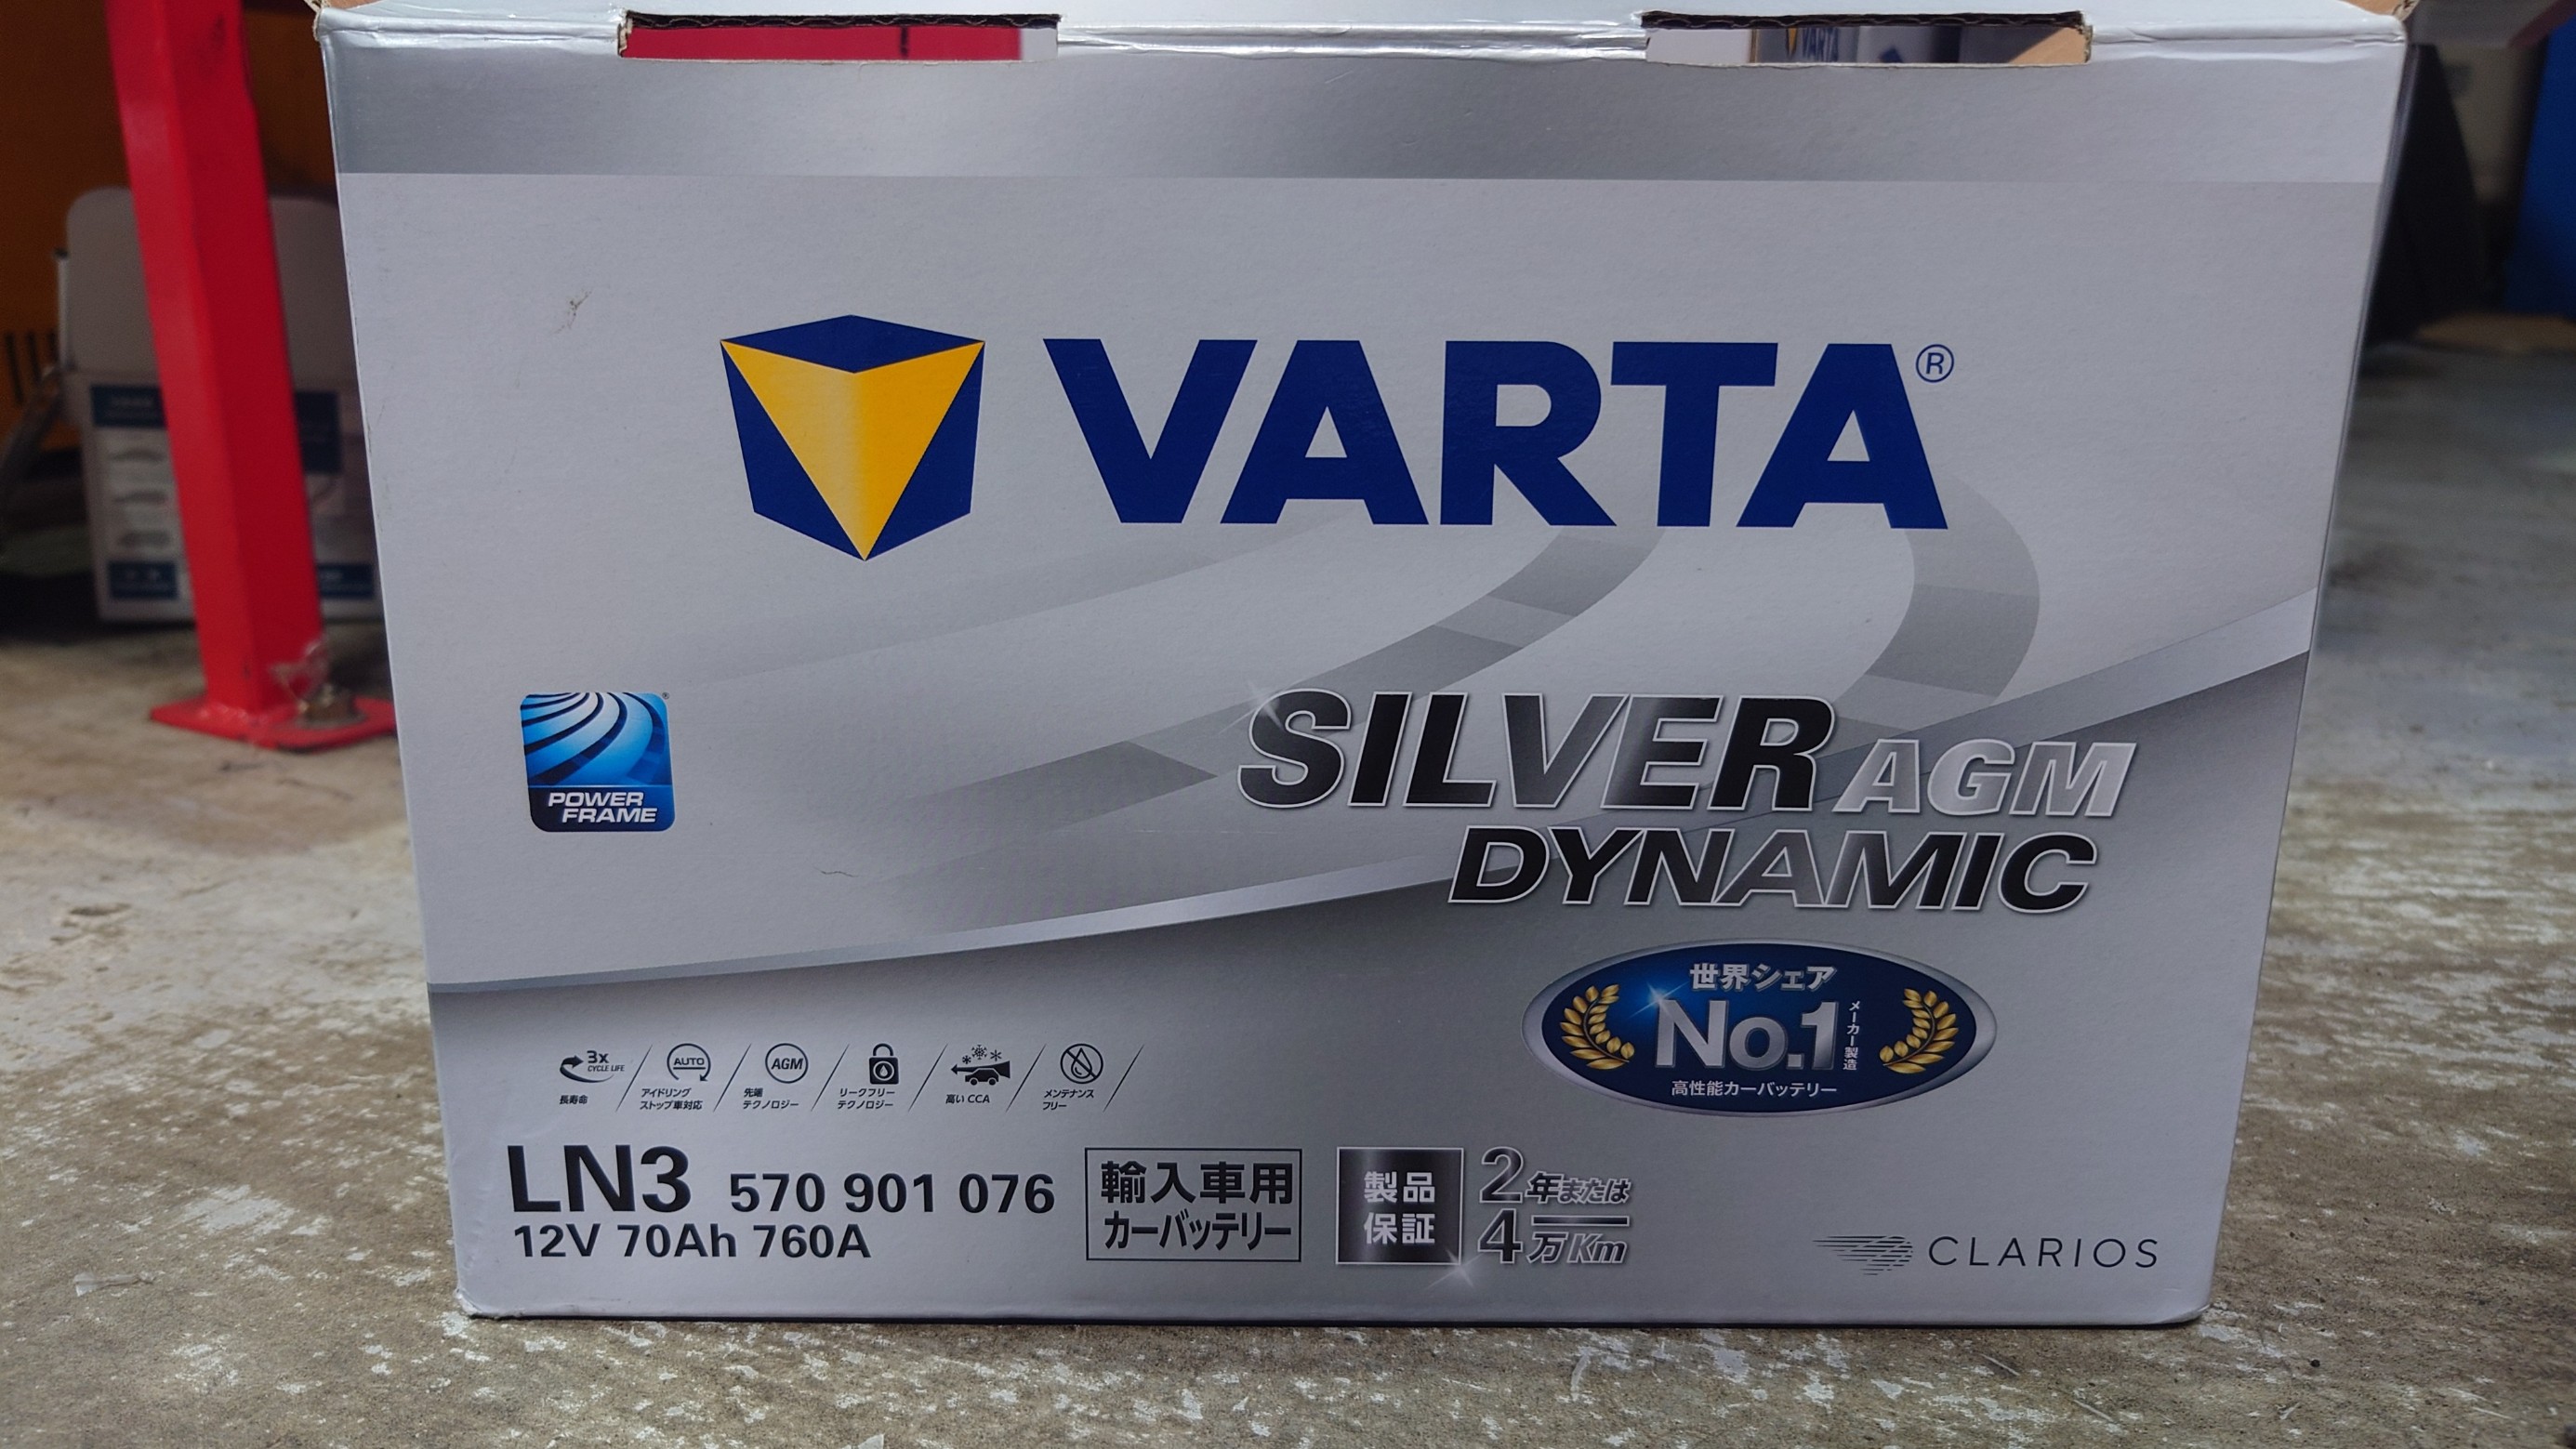 VARTA
VARTA®
POWER
FRAME®
SILVER AGM
DYNAMIC
世界シェア
No.1
メーカー製造
高性能カーバッテリー
3x
CYCLE LIFE
長寿命
AUTO
アイドリング
ストップ車対応
AGM
先端
テクノロジー
リークフリー
テクノロジー
高い CCA
メンテナンス
フリー
LN3 570 901 076
12V 70Ah 760A
輸入車用
カーバッテリー
製品
保証
2年または
4万Km
CLARIOS